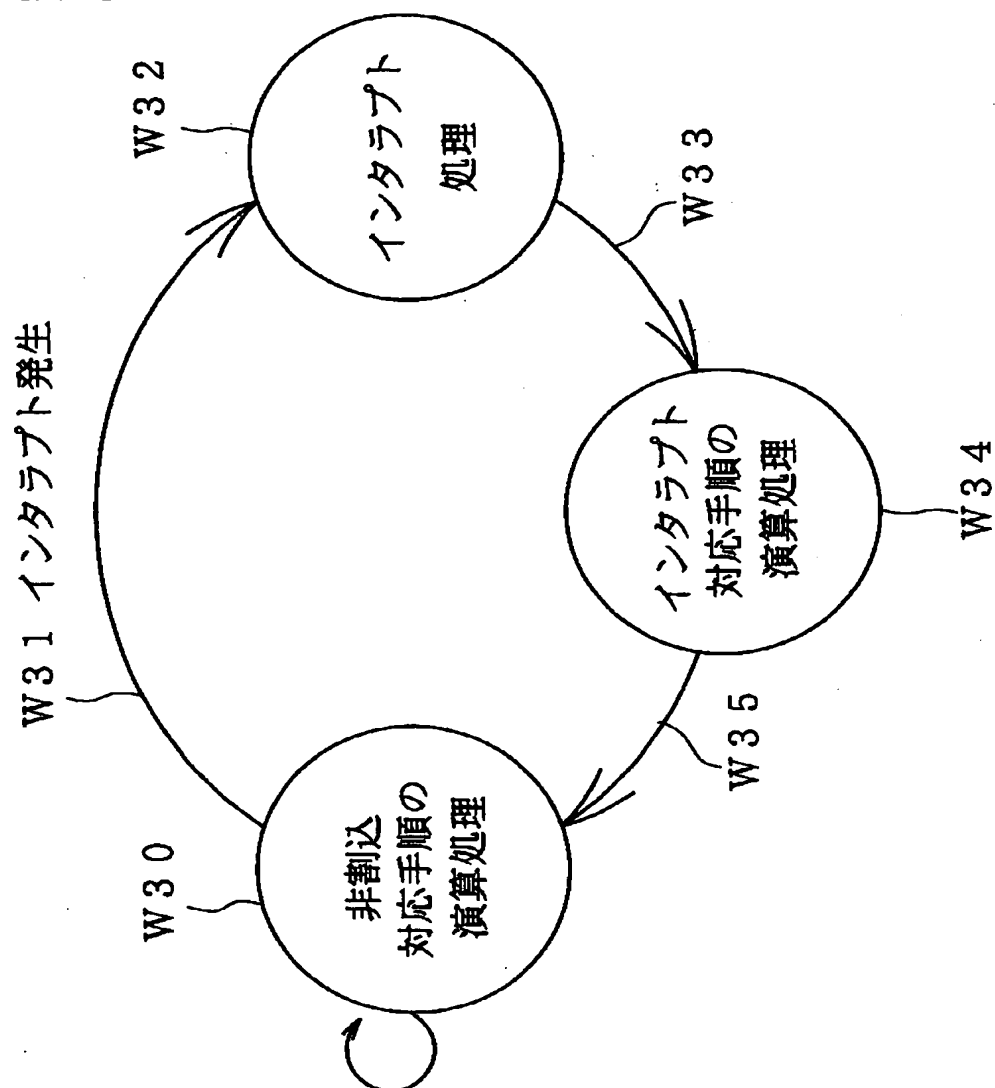 W31 インタラプト発生
W30
非割込
対応手順の
演算処理
W32
インタラプト
処理
W33
インタラプト
対応手順の
演算処理
W34
W35